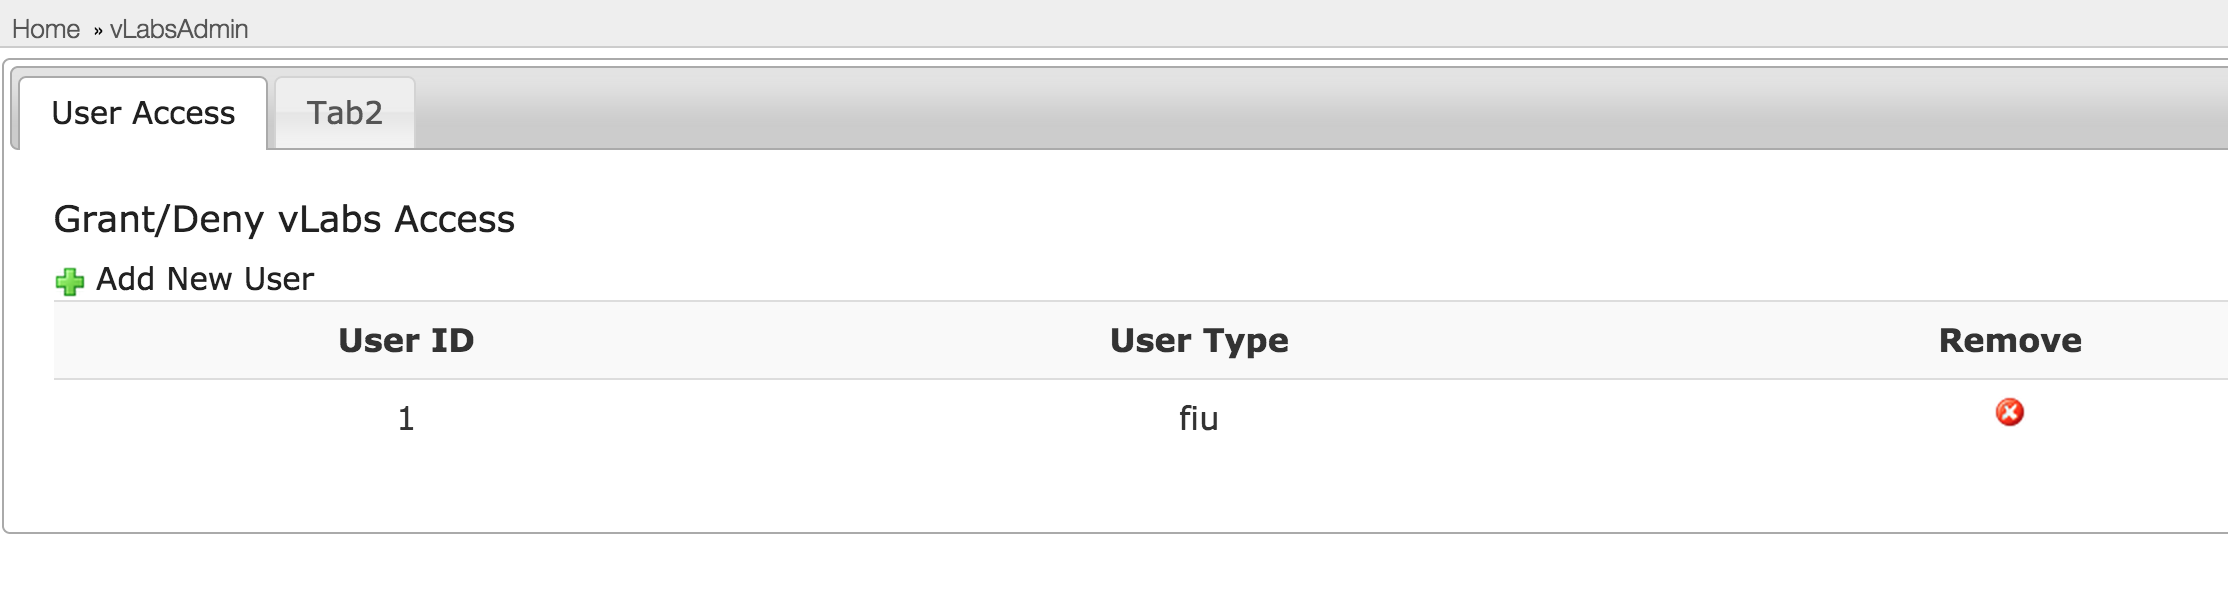 Home » vLabsAdmin
User Access Tab2
Grant/Deny vLabs Access
Add New User
User ID User Type Remove
1 fiu